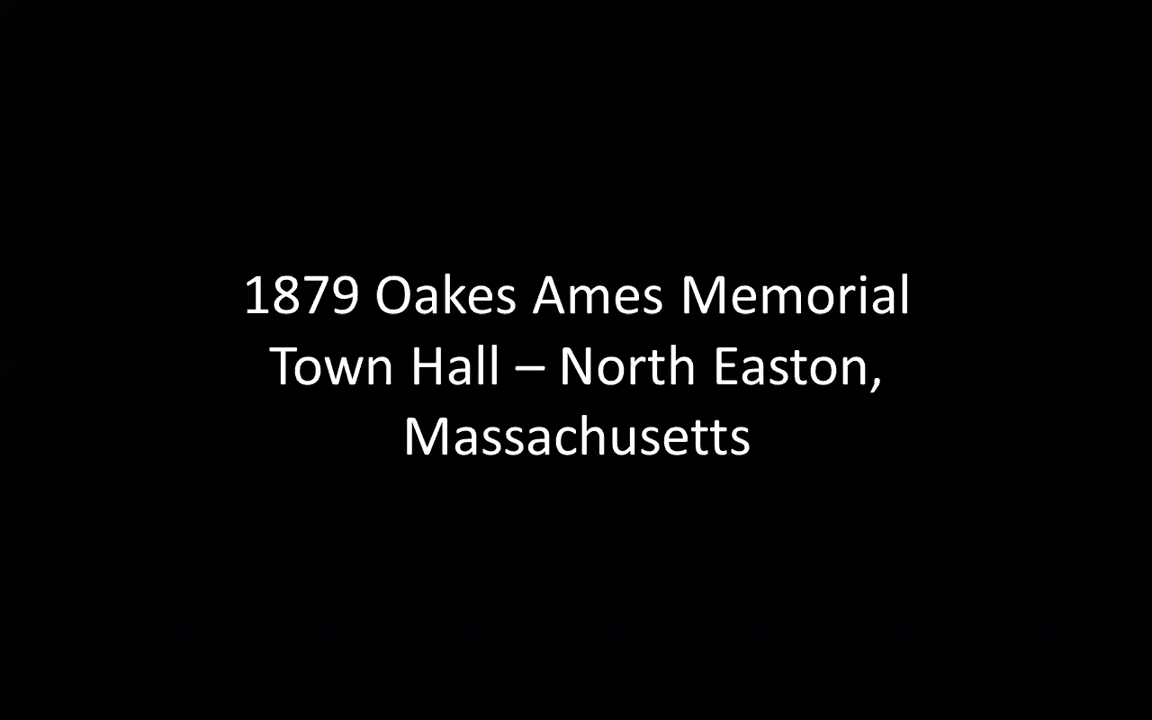 1879 Oakes Ames Memorial
Town Hall – North Easton,
Massachusetts